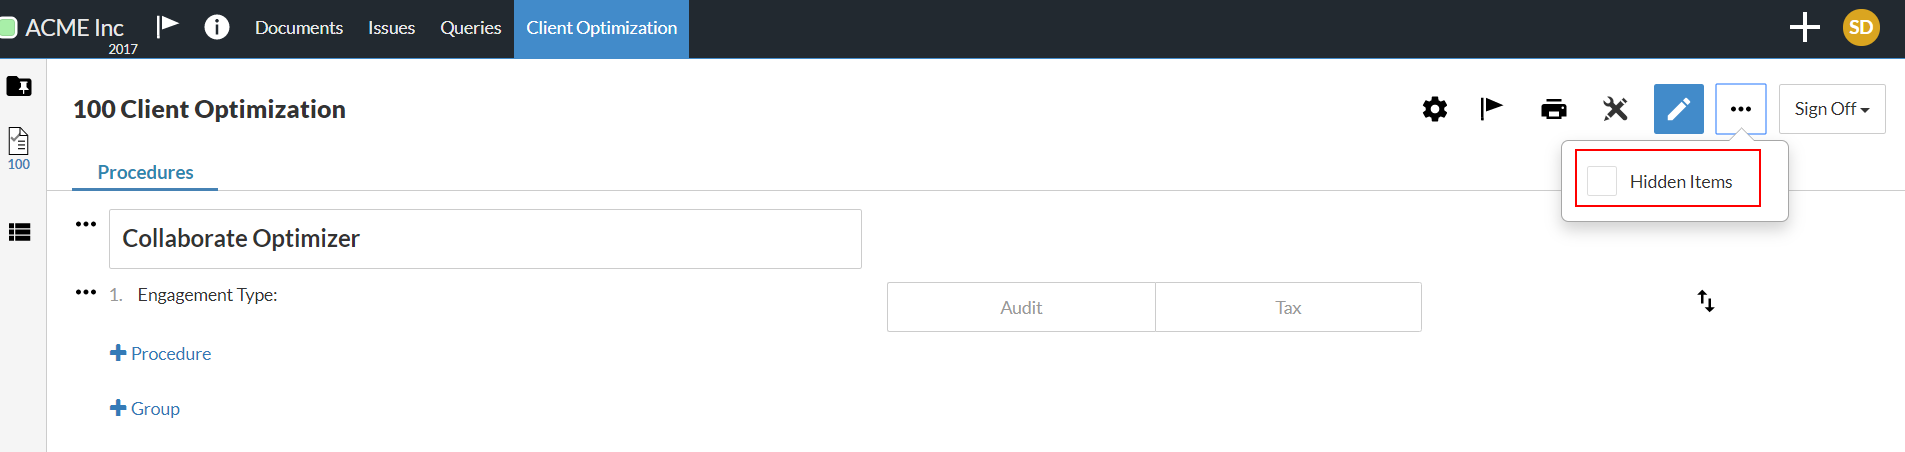 ACME Inc
2017
Documents
Issues
Queries
Client Optimization
SD
100 Client Optimization
Sign Off
100
Procedures
Hidden Items
Collaborate Optimizer
1. Engagement Type:
Audit
Tax
Procedure
Group